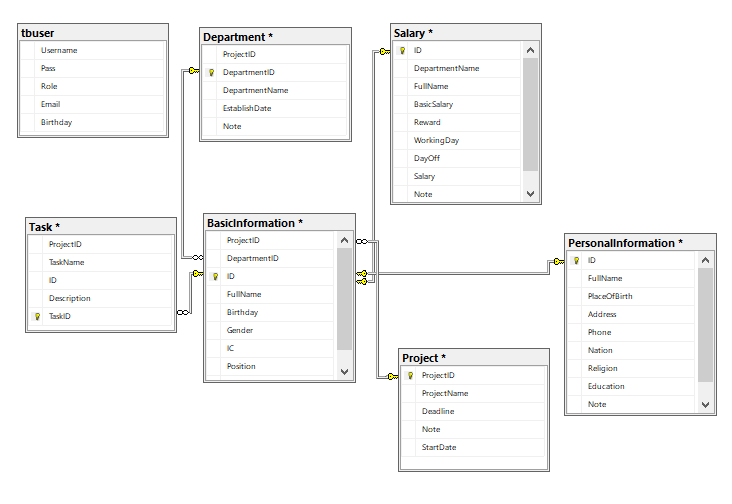 tbuser
Username
Pass
Role
Email
Birthday
Department *
ProjectID
DepartmentID
DepartmentName
EstablishDate
Note
Salary *
ID
DepartmentName
FullName
BasicSalary
Reward
WorkingDay
DayOff
Salary
Note
Task *
ProjectID
TaskName
ID
Description
TaskID
BasicInformation *
ProjectID
DepartmentID
ID
FullName
Birthday
Gender
IC
Position
PersonalInformation *
ID
FullName
PlaceOfBirth
Address
Phone
Nation
Religion
Education
Note
Project *
ProjectID
ProjectName
Deadline
Note
StartDate